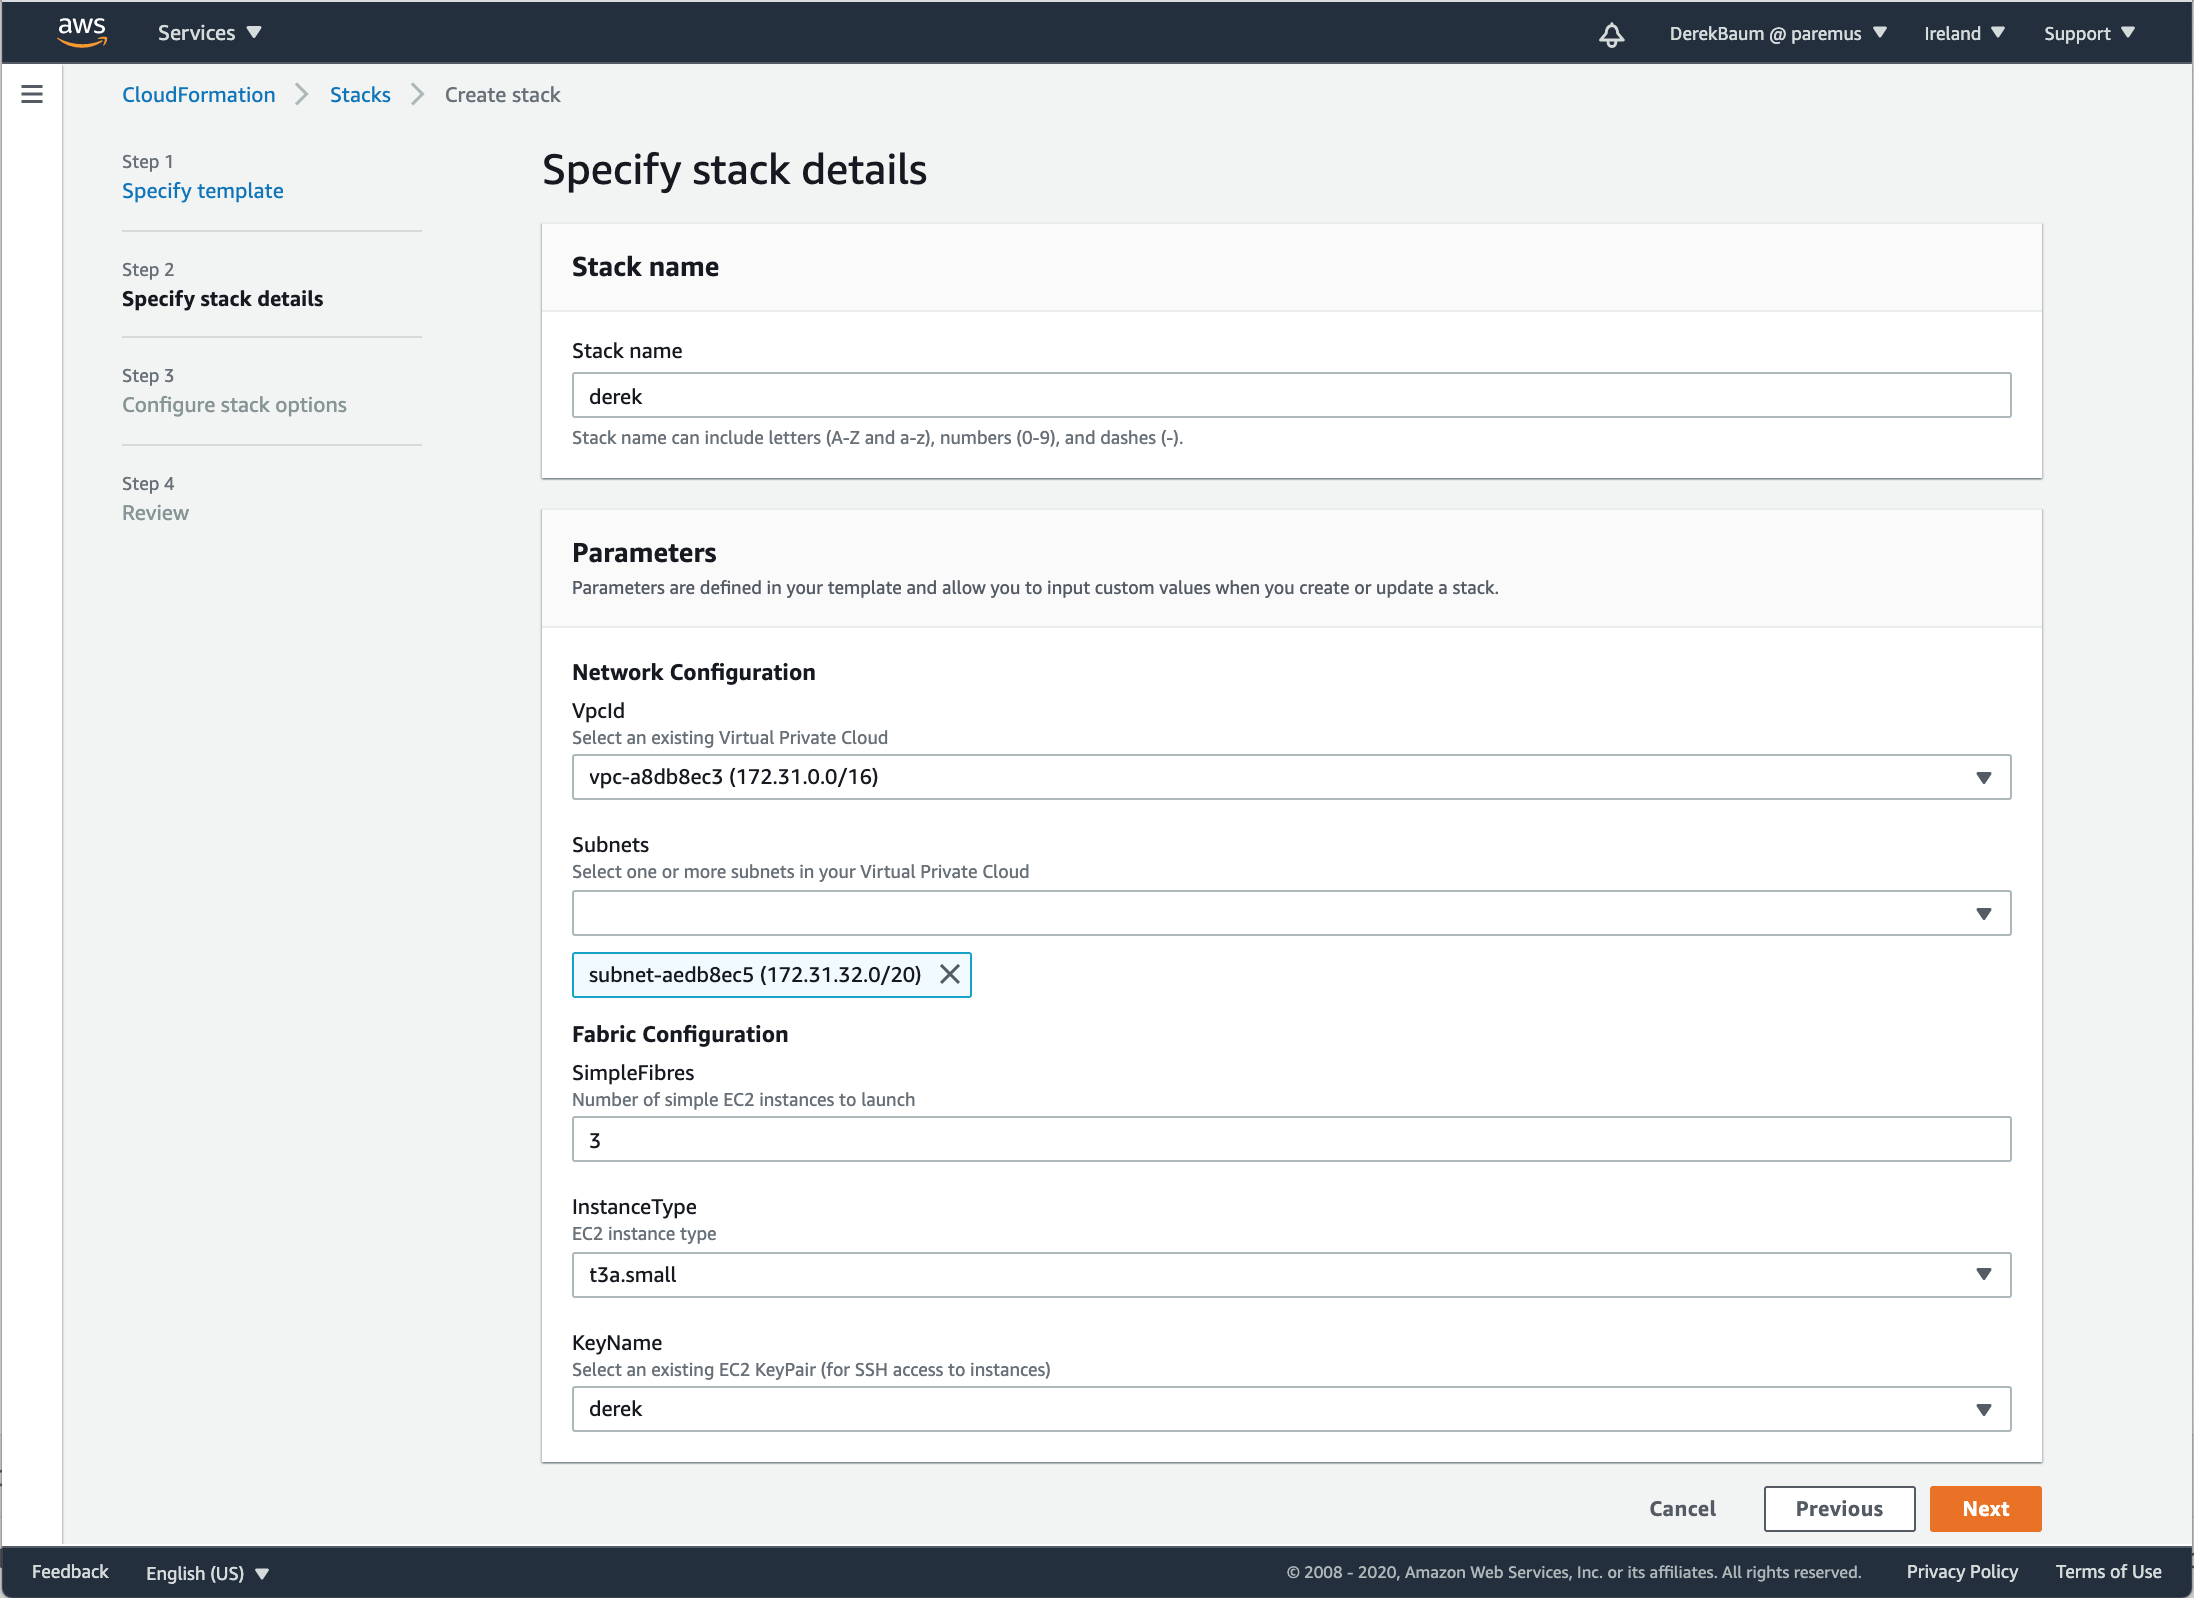 aws
Services
DerekBaum @ paremus
Ireland
Support
CloudFormation
Stacks
Create stack
Step 1
Specify template
Step 2
Specify stack details
Step 3
Configure stack options
Step 4
Review
Specify stack details
Stack name
Stack name
derek
Stack name can include letters (A-Z and a-z), numbers (0-9), and dashes (-).
Parameters
Parameters are defined in your template and allow you to input custom values when you create or update a stack.
Network Configuration
VpcId
Select an existing Virtual Private Cloud
vpc-a8db8ec3 (172.31.0.0/16)
Subnets
Select one or more subnets in your Virtual Private Cloud
subnet-aedb8ec5 (172.31.32.0/20)
Fabric Configuration
SimpleFibres
Number of simple EC2 instances to launch
3
InstanceType
EC2 instance type
t3a.small
KeyName
Select an existing EC2 KeyPair (for SSH access to instances)
derek
Cancel
Previous
Next
Feedback
English (US)
© 2008 - 2020, Amazon Web Services, Inc. or its affiliates. All rights reserved.
Privacy Policy
Terms of Use